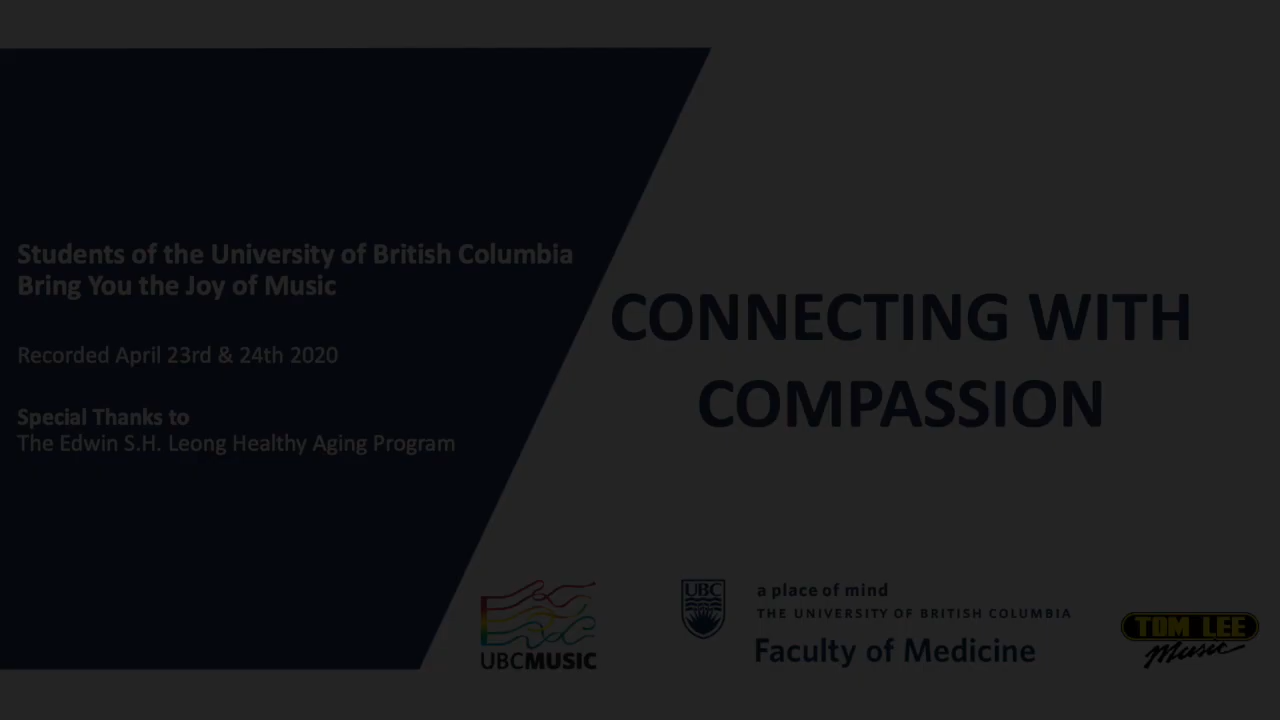 Students of the University of British Columbia
Bring You the Joy of Music
Recorded April 23rd & 24th 2020
Special Thanks to
The Edwin S.H. Leong Healthy Aging Program
CONNECTING WITH
COMPASSION
UBCMUSIC
UBC
a place of mind
THE UNIVERSITY OF BRITISH COLUMBIA
Faculty of Medicine
TOM LEE
Music